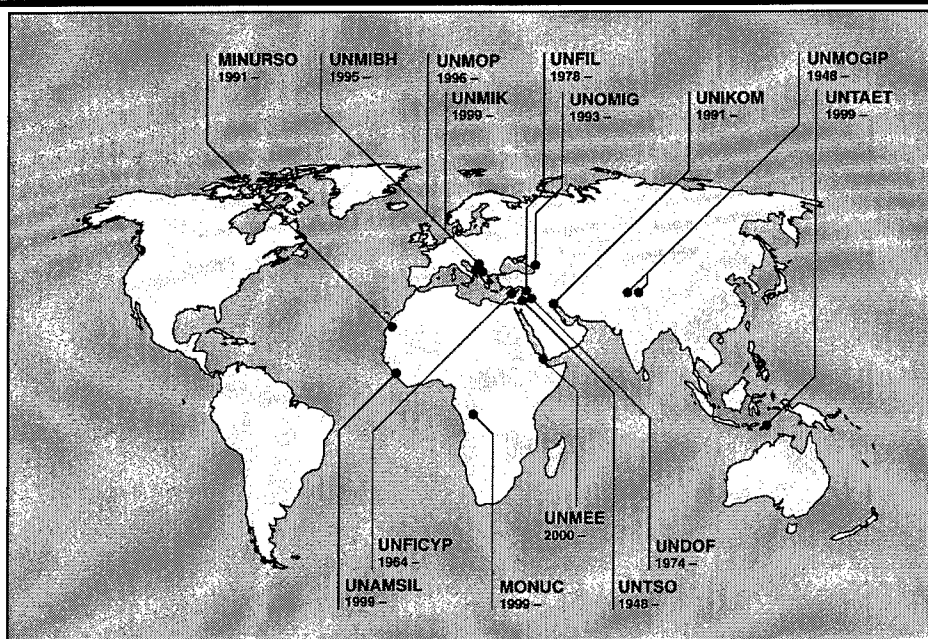 MINURSO
1991 –
UNMIBH
1995 –
UNMOP
1996 –
UNMIK
1999 –
UNFIL
1978 –
UNOMIG
1993 –
UNIKOM
1991 –
UNMOGIP
1948 –
UNTAET
1999 –
UNMEE
2000 –
UNFICYP
1964 –
UNDOF
1974 –
UNAMSIL
1999 –
MONUC
1999 –
UNTSO
1948 –